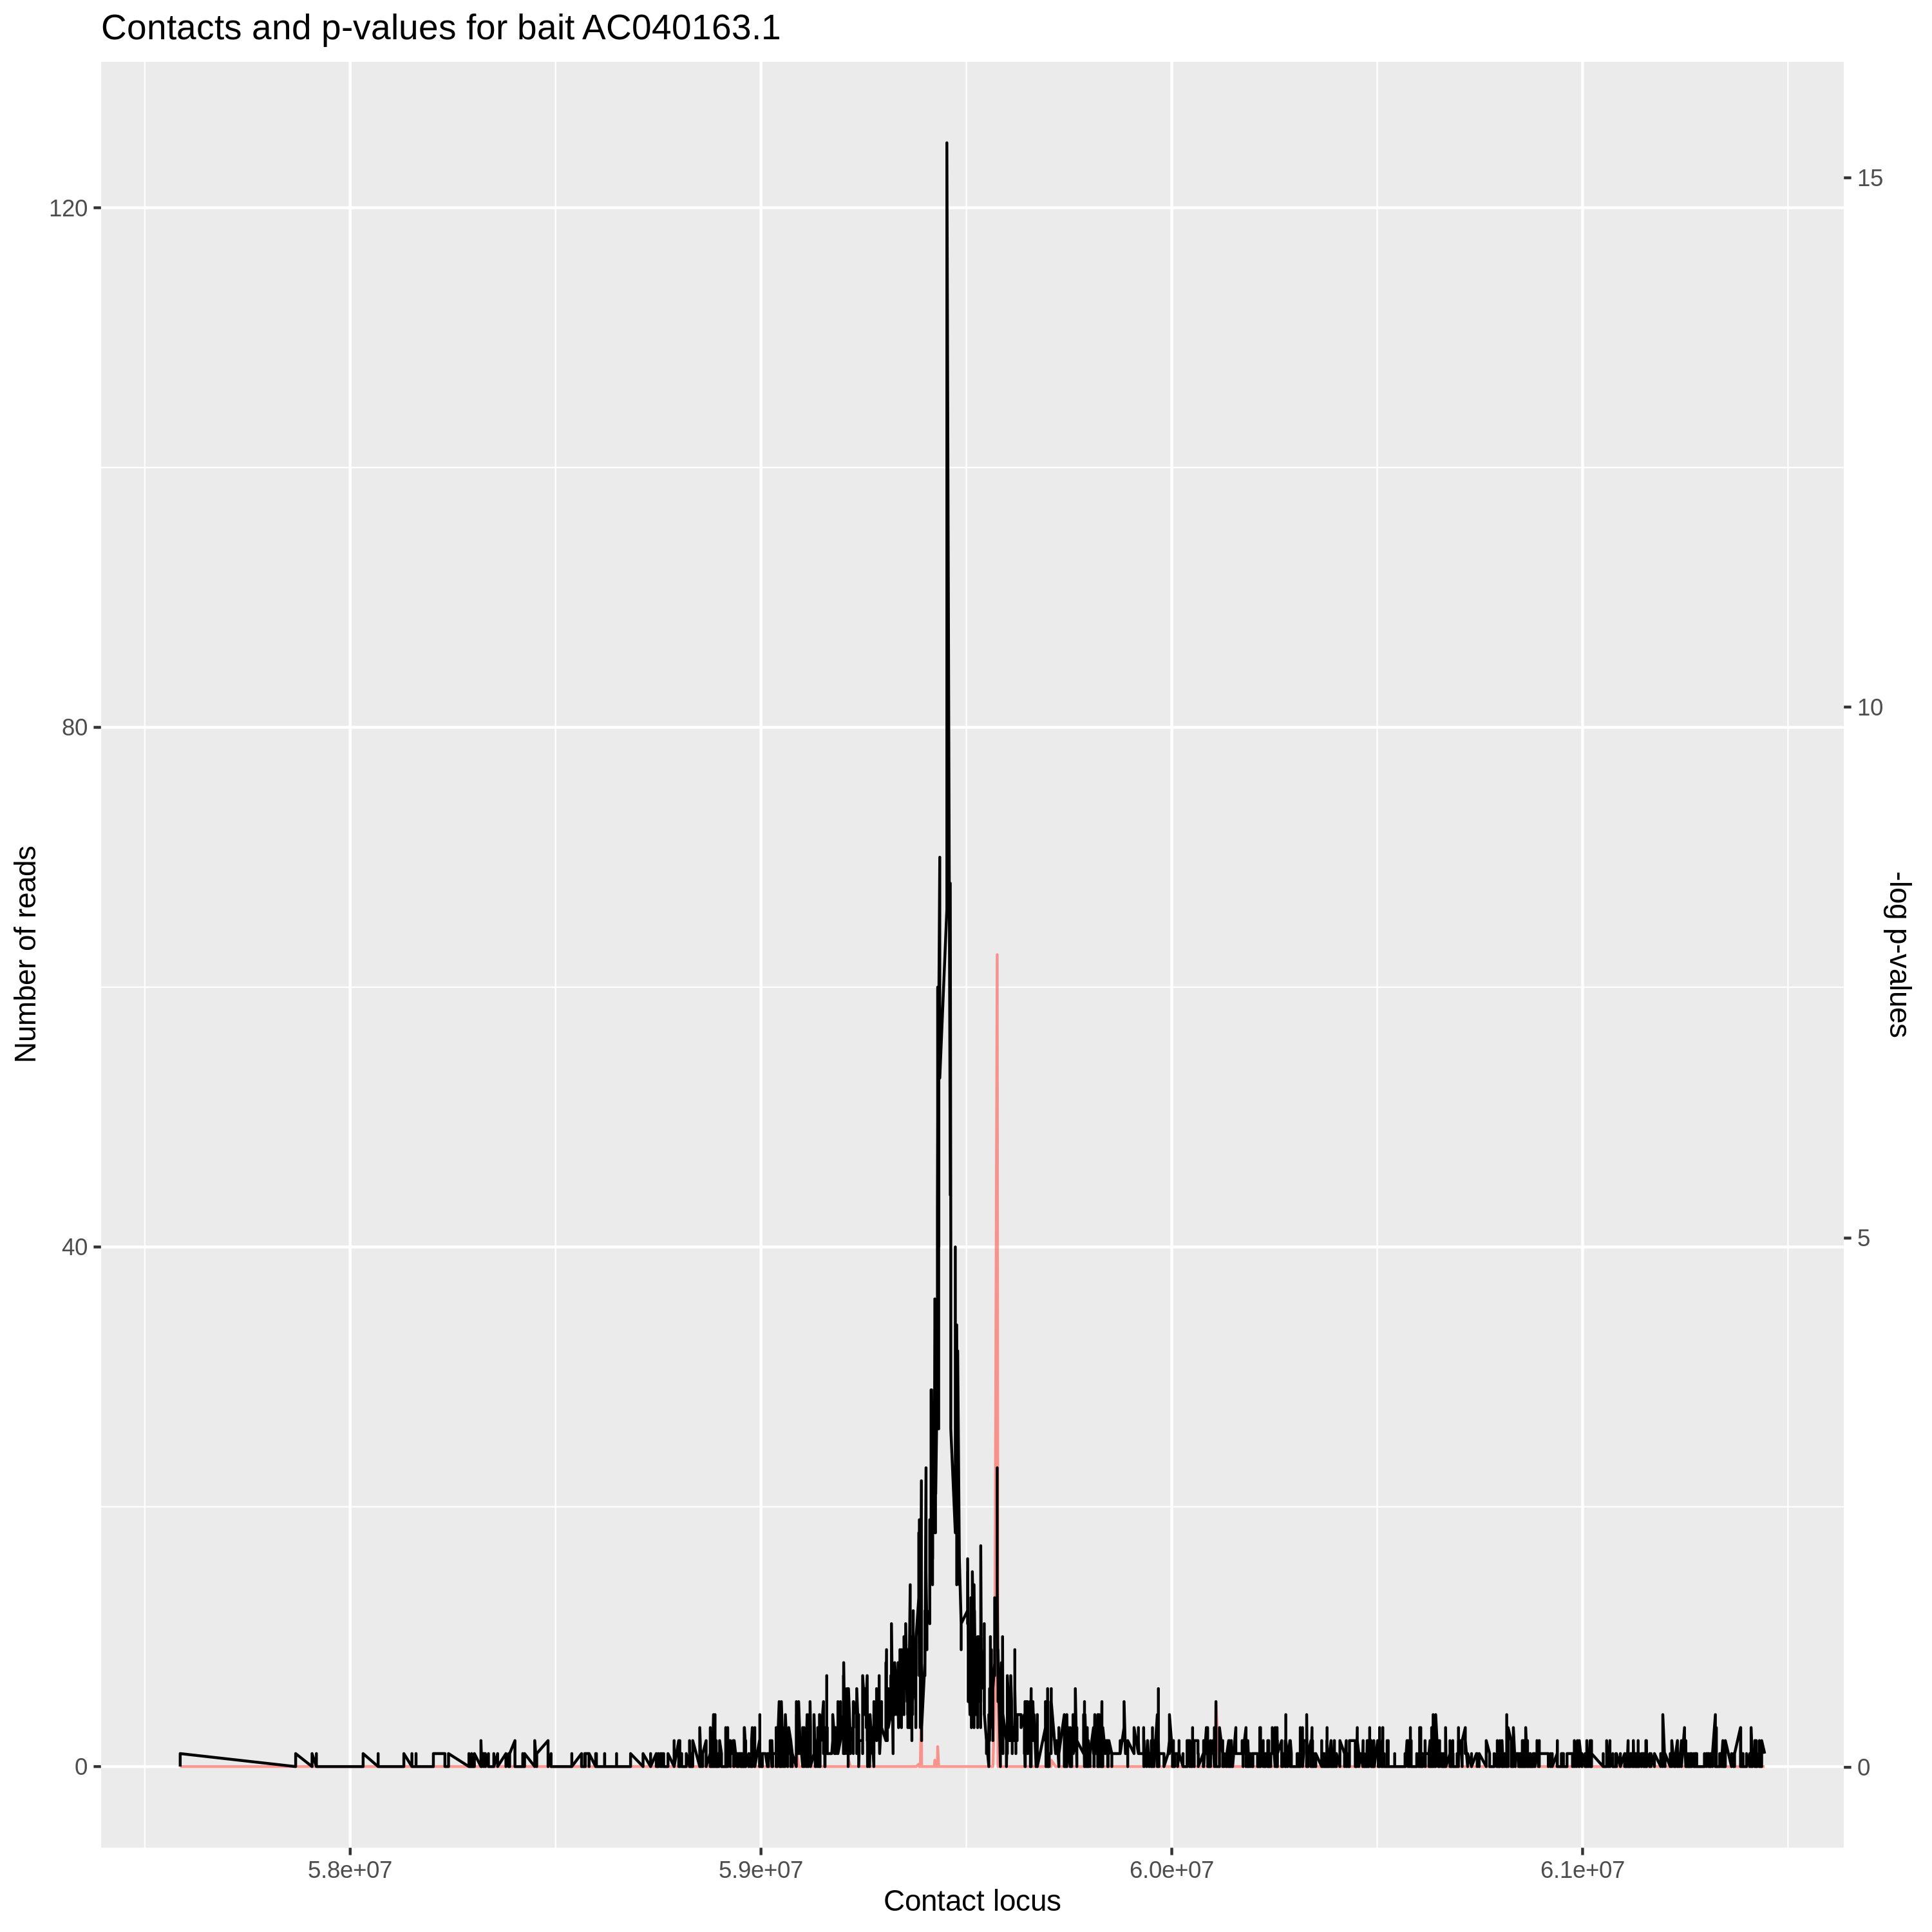 Contacts and p-values for bait AC040163.1
120
80
40
0
Number of reads
15
10
5
0
-log p-values
5.8e+07
5.9e+07
6.0e+07
6.1e+07
Contact locus